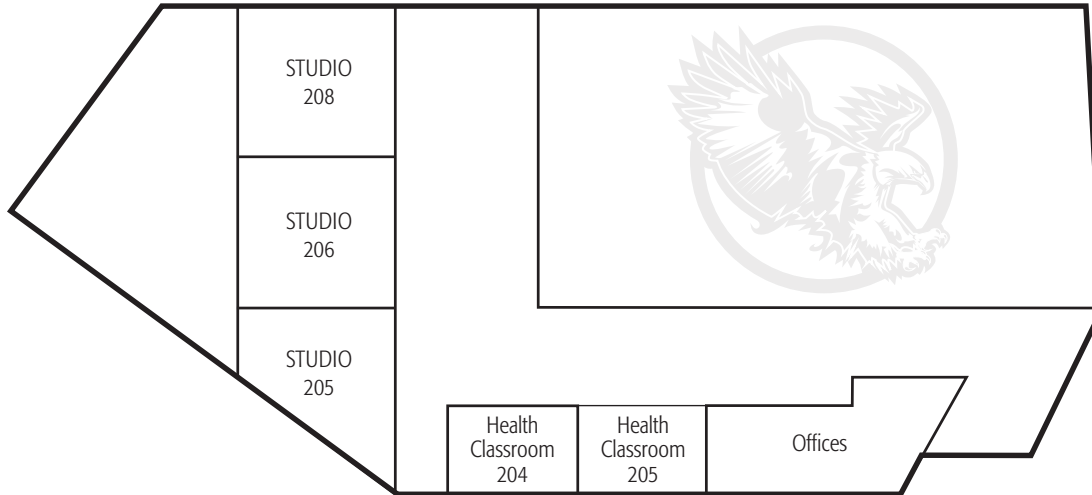 STUDIO
208
STUDIO
206
STUDIO
205
Health
Classroom
204
Health
Classroom
205
Offices